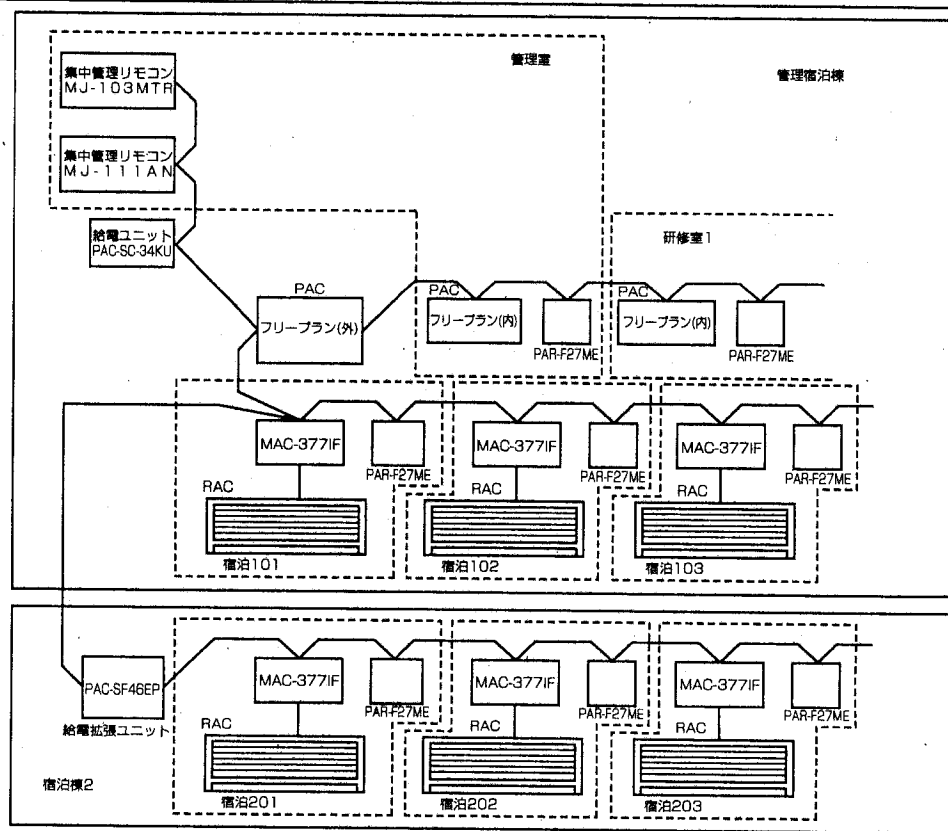 管理室
管理宿泊棟
集中管理リモコン
MJ-103MTR
集中管理リモコン
MJ-111AN
給電ユニット
PAC-SC-34KU
研修室1
PAC
フリープラン(外)
PAC
フリープラン(内)
PAR-F27ME
PAC
フリープラン(内)
PAR-F27ME
MAC-377IF
PAR-F27ME
RAC
宿泊101
MAC-377IF
PAR-F27ME
RAC
宿泊102
MAC-377IF
PAR-F27ME
RAC
宿泊103
PAC-SF46EP
給電拡張ユニット
宿泊棟2
MAC-377IF
PAR-F27ME
RAC
宿泊201
MAC-377IF
PAR-F27ME
RAC
宿泊202
MAC-377IF
PAR-F27ME
RAC
宿泊203